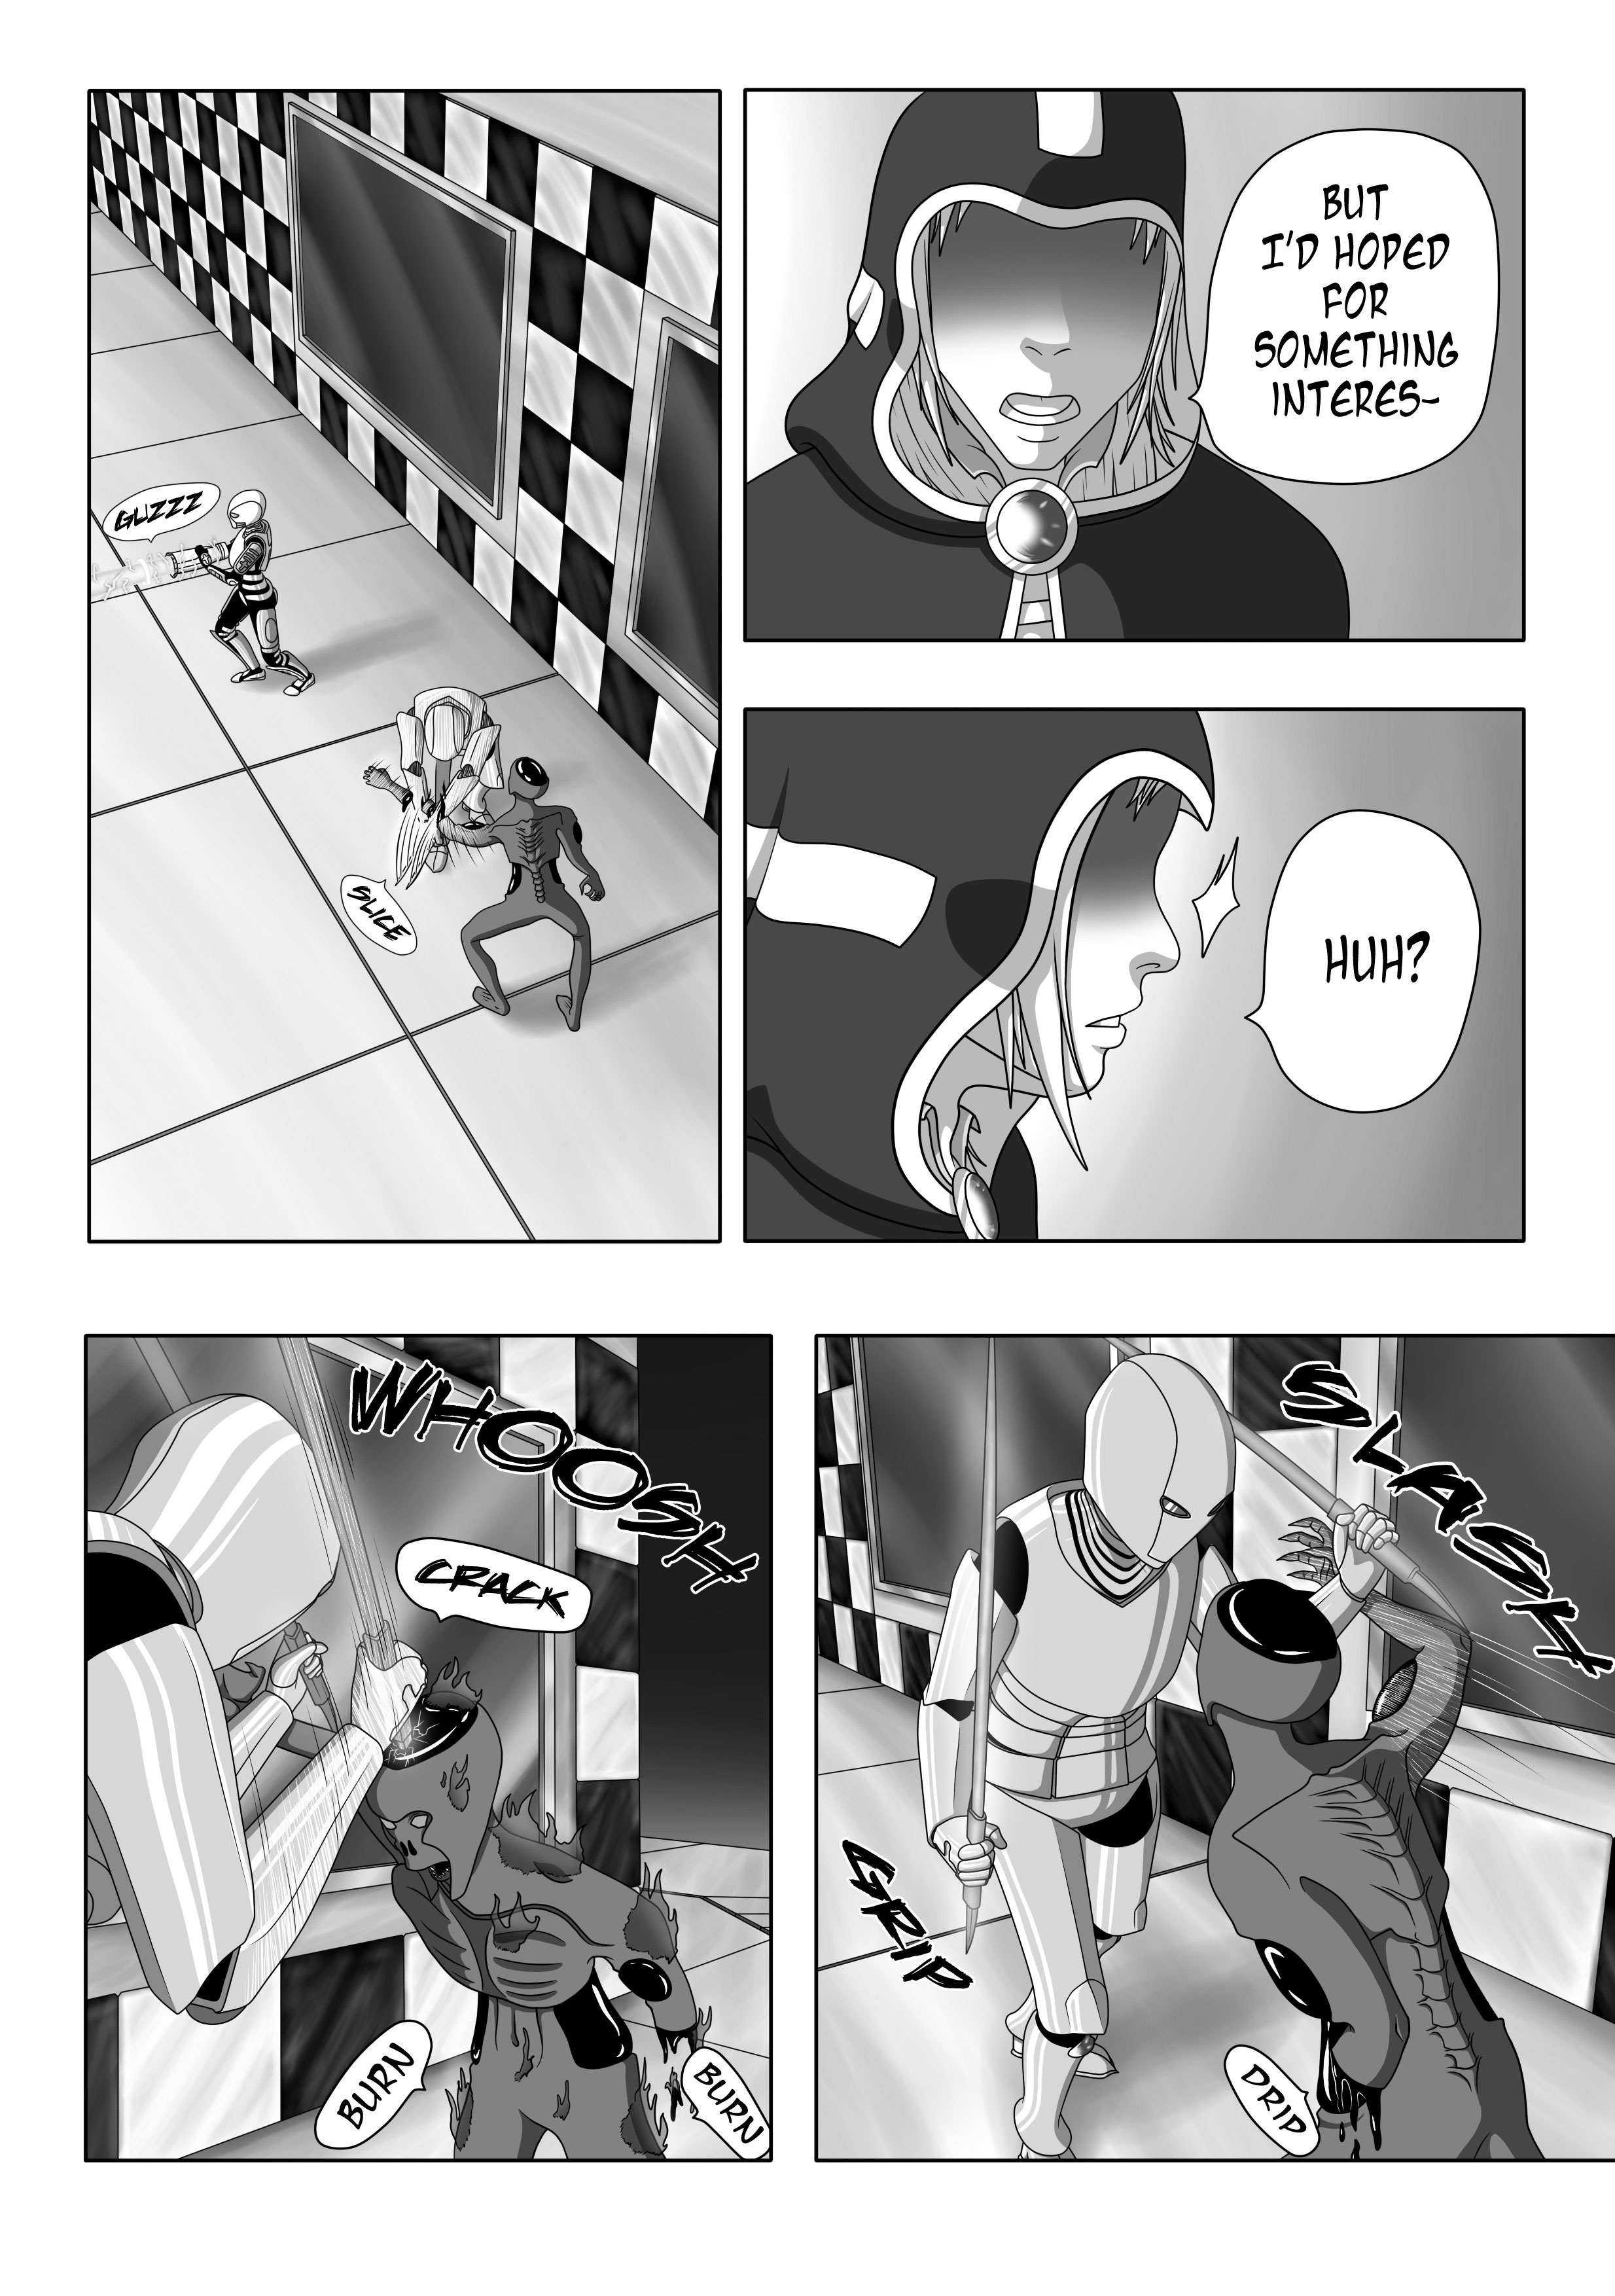 BUT
I'D HOPED
FOR
SOMETHING
INTERES-
HUH?
GUZZZ
SLICE
SLASH
GRIP
DRIP
WHOOSH
CRACK
BURN
BURN